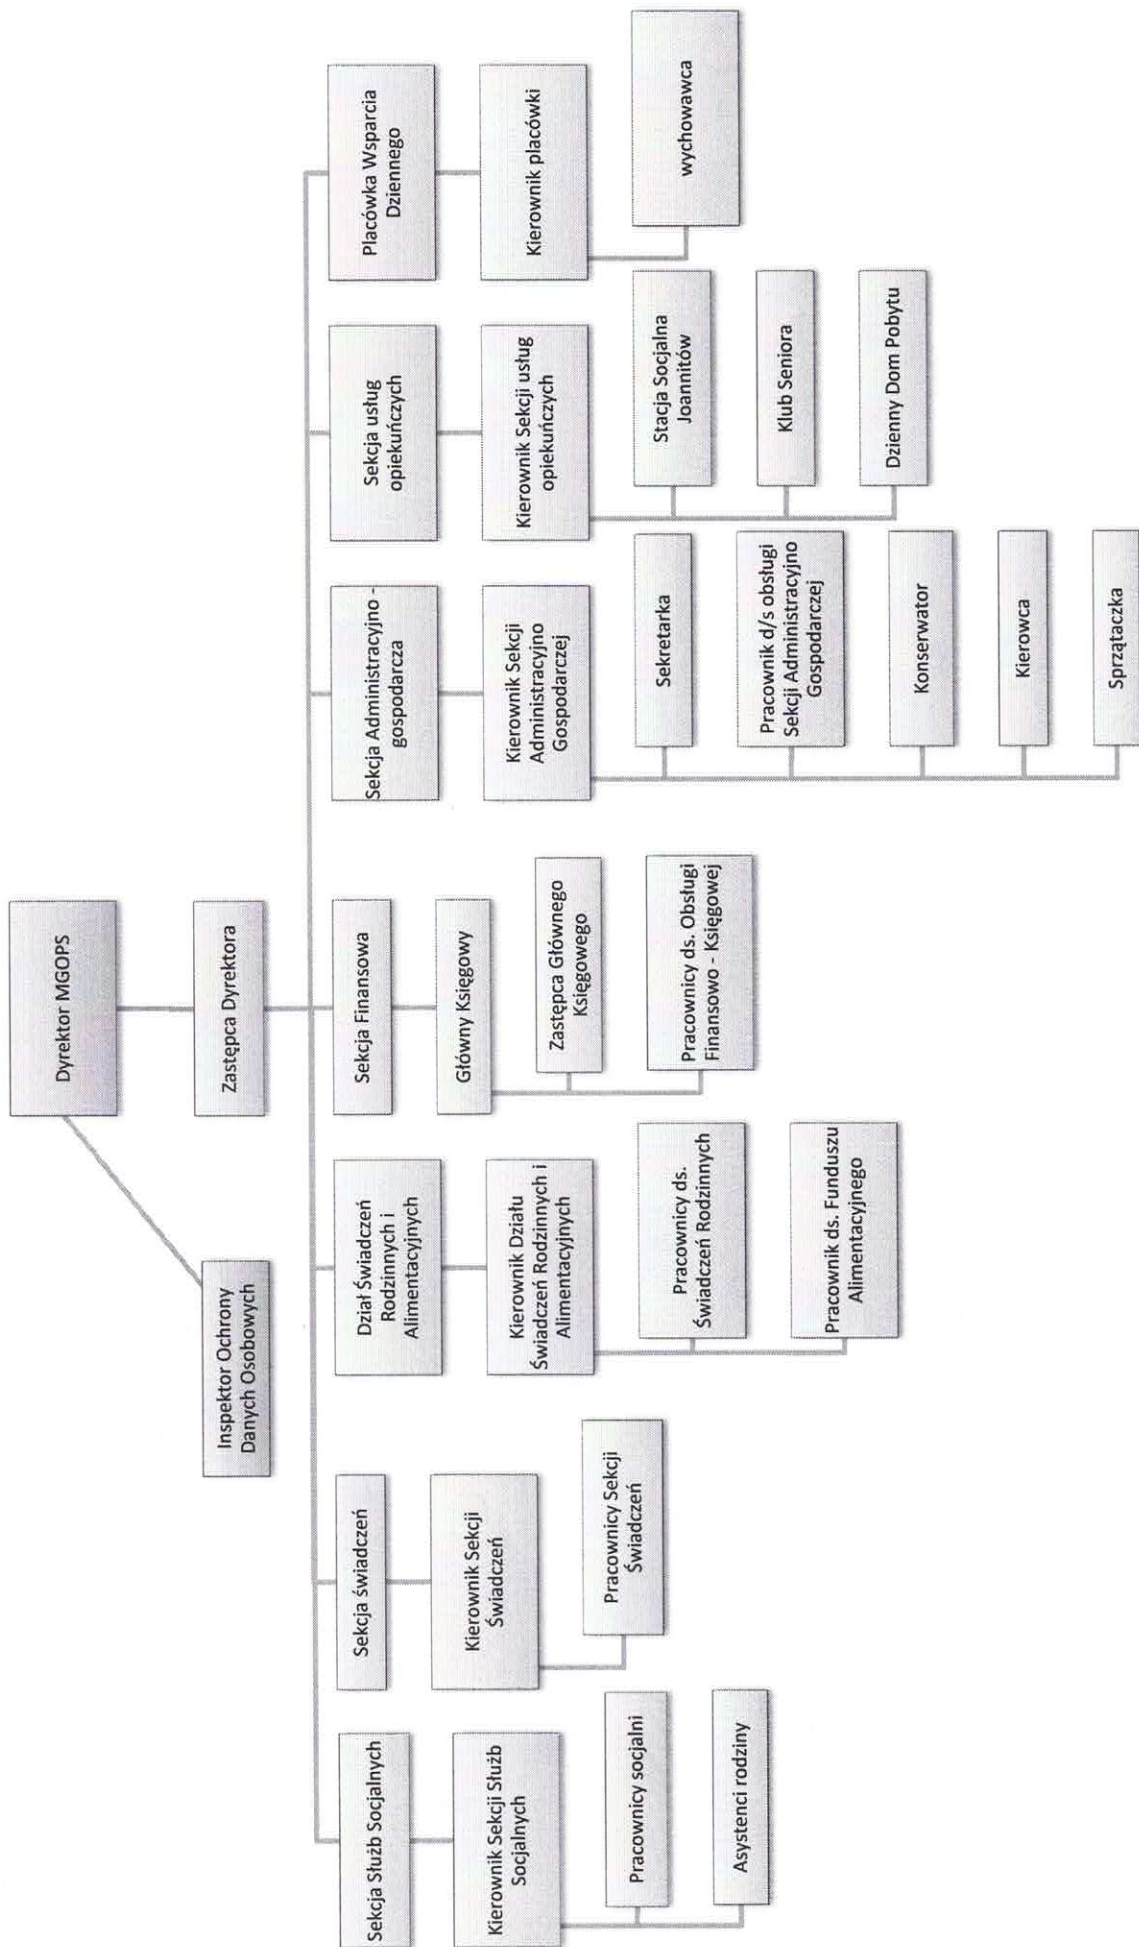 Dyrektor MGOPS
Inspektor Ochrony
Danych Osobowych
Zastępca Dyrektora
Sekcja Służb Socjalnych
Kierownik Sekcji Służb
Socjalnych
Pracownicy socjalni
Asystenci rodziny
Sekcja świadczeń
Kierownik Sekcji
Świadczeń
Pracownicy Sekcji
Świadczeń
Dział Świadczeń
Rodzinnych i
Alimentacyjnych
Kierownik Działu
Świadczeń Rodzinnych i
Alimentacyjnych
Pracownicy ds.
Świadczeń Rodzinnych
Pracownik ds. Funduszu
Alimentacyjnego
Sekcja Finansowa
Główny Księgowy
Zastępca Głównego
Księgowego
Pracownicy ds. Obsługi
Finansowo - Księgowej
Sekcja Administracyjno -
gospodarcza
Kierownik Sekcji
Administracyjno
Gospodarczej
Sekretarka
Pracownik d/s obsługi
Sekcji Administracyjno
Gospodarczej
Konserwator
Kierowca
Sprzątaczka
Sekcja usług
opiekuńczych
Kierownik Sekcji usług
opiekuńczych
Stacja Socjalna
Joannitów
Klub Seniora
Dzienny Dom Pobytu
Placówka Wsparcia
Dziennego
Kierownik placówki
wychowawca